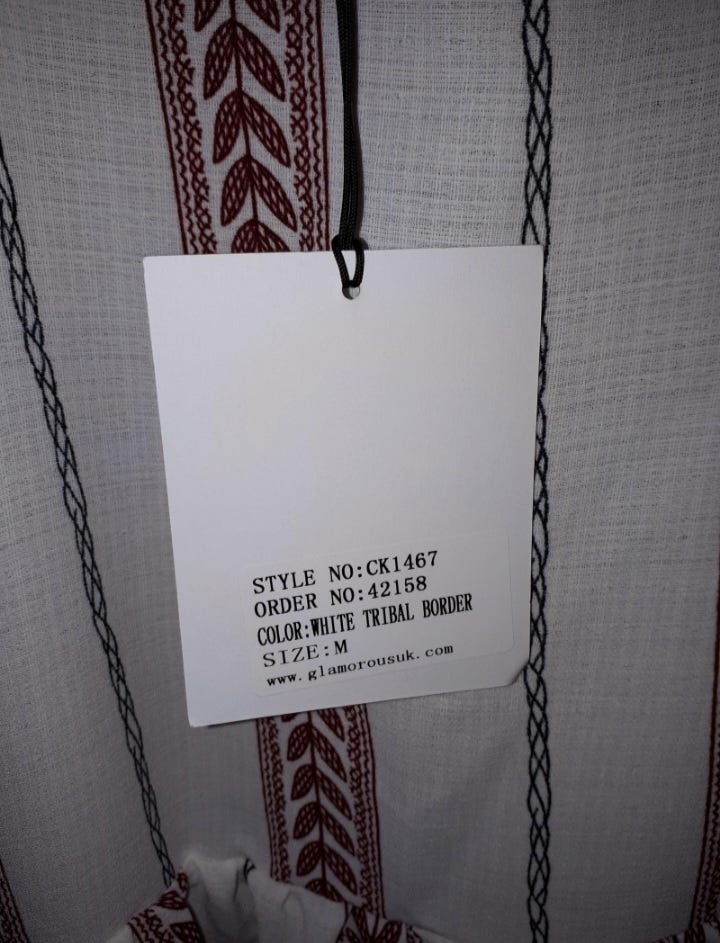 STYLE NO:CK1467
ORDER NO:42158
COLOR:WHITE TRIBAL BORDER
SIZE:M
www.glamorousuk.com